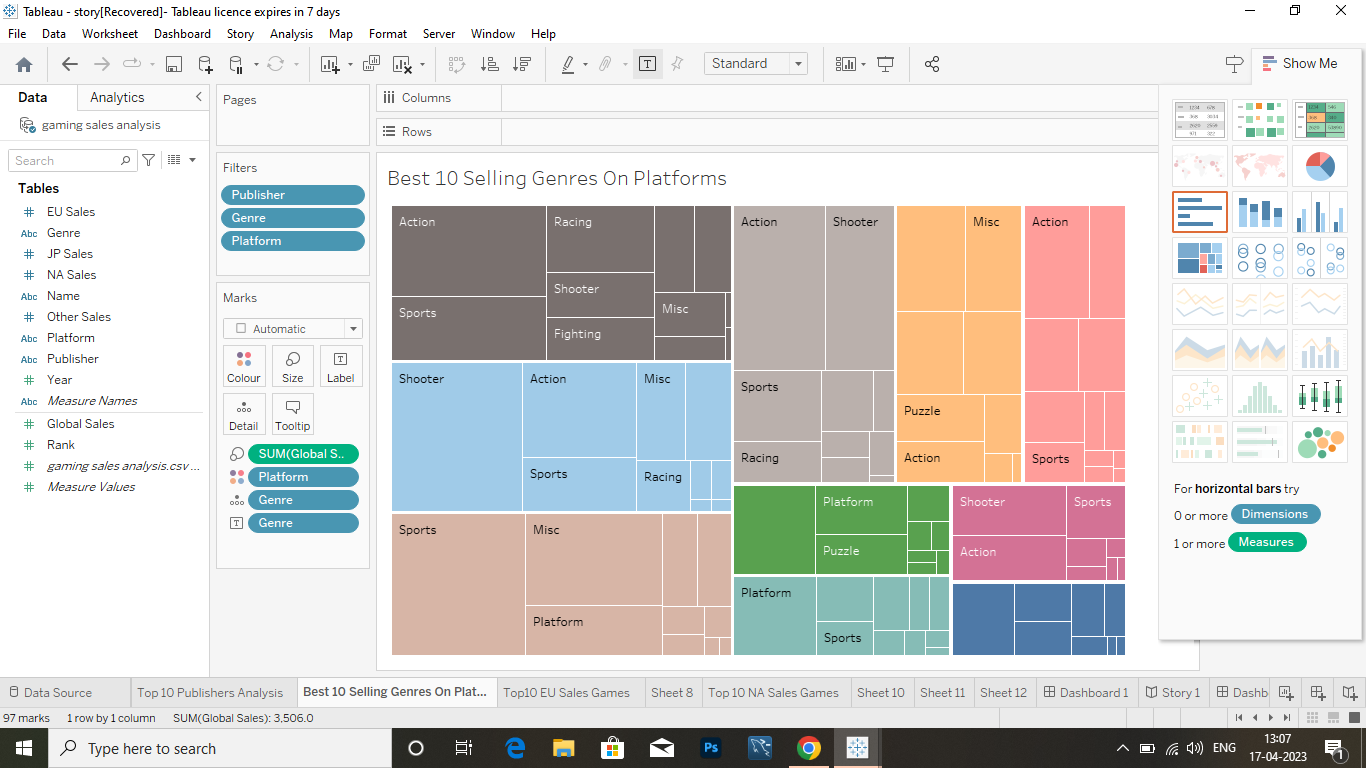 Tableau - story[Recovered]- Tableau licence expires in 7 days
File Data Worksheet Dashboard Story Analysis Map Format Server Window Help
Standard
Show Me
Data Analytics
gaming sales analysis
Search
Tables
EU Sales
Abc Genre
JP Sales
NA Sales
Abc Name
Other Sales
Abc Platform
Abc Publisher
Year
Abc Measure Names
Global Sales
Rank
gaming sales analysis.csv ...
Measure Values
Pages
Filters
Publisher
Genre
Platform
Marks
Automatic
Colour Size Label
Detail Tooltip
SUM(Global S..
Platform
Genre
Genre
Columns
Rows
Best 10 Selling Genres On Platforms
Action
Racing
Shooter
Sports
Misc
Fighting
Shooter
Action
Misc
Sports
Racing
Sports
Misc
Platform
Action
Shooter
Sports
Racing
Misc
Puzzle
Action
Action
Sports
Platform
Puzzle
Shooter
Sports
Action
Platform
Sports
For horizontal bars try
0 or more Dimensions
1 or more Measures
Data Source Top 10 Publishers Analysis Best 10 Selling Genres On Plat... Top10 EU Sales Games Sheet 8 Top 10 NA Sales Games Sheet 10 Sheet 11 Sheet 12 Dashboard 1 Story 1 Dashb
97 marks 1 row by 1 column SUM(Global Sales): 3,506.0
Type here to search
Ps
ENG
13:07
17-04-2023
1